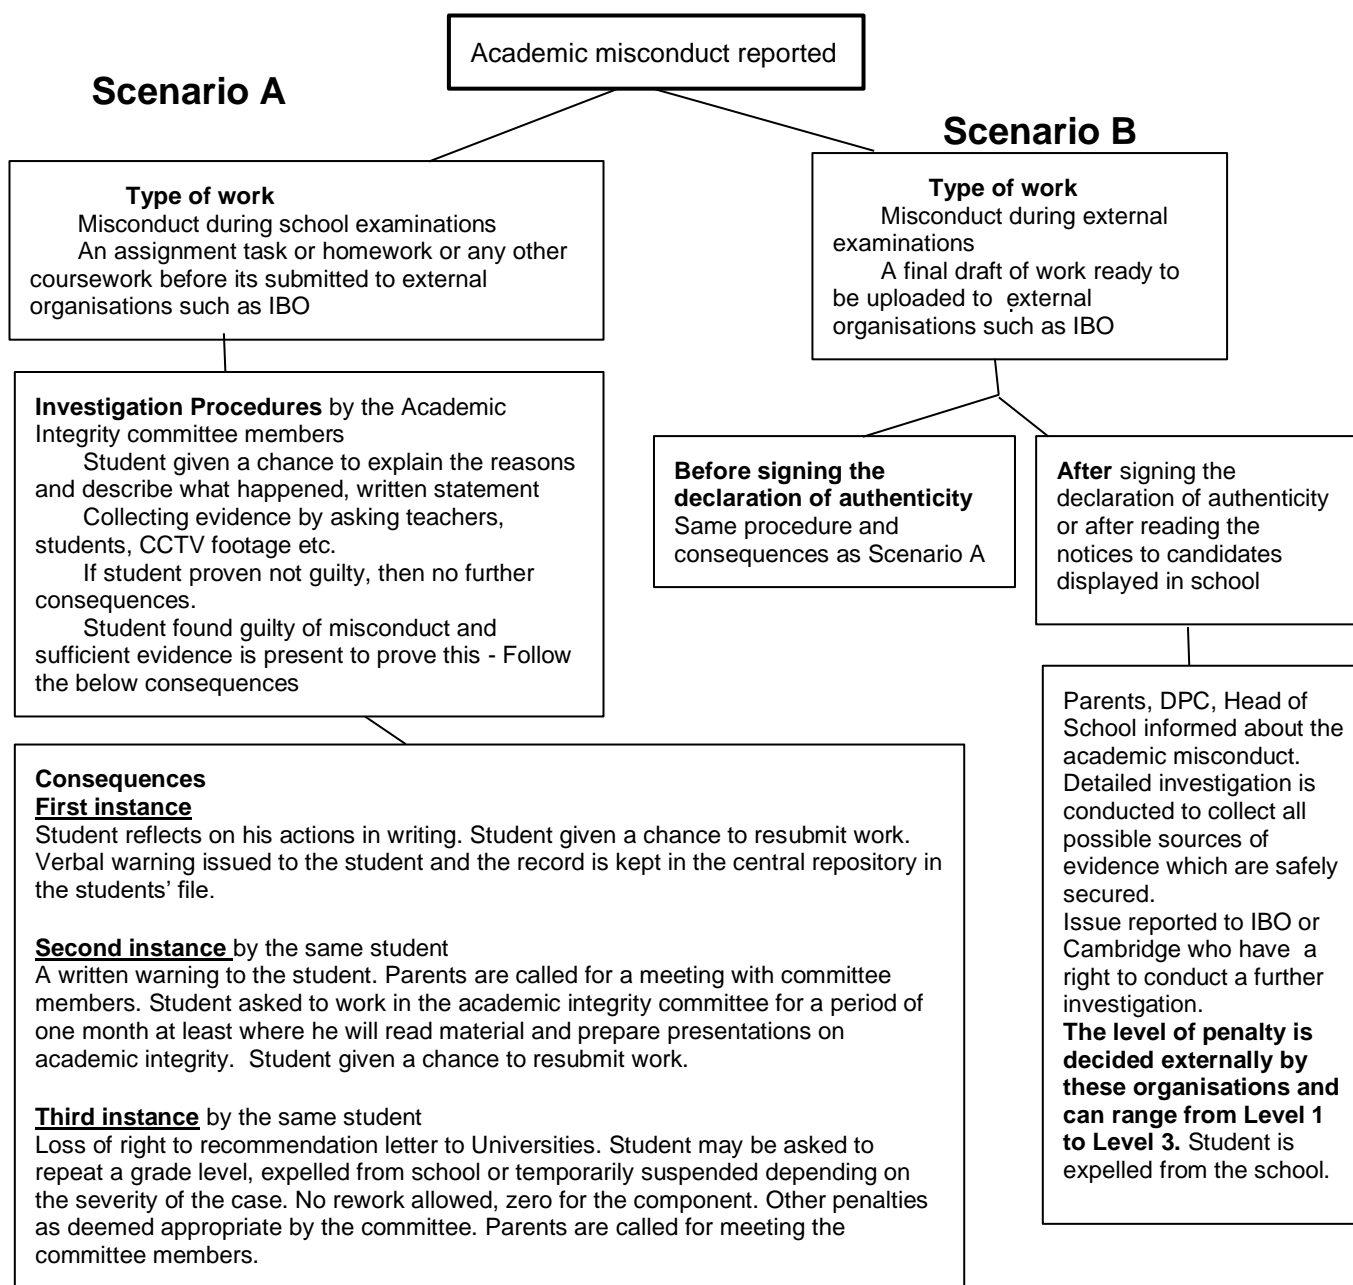 Academic misconduct reported
Scenario A
Scenario B
Type of work
Misconduct during school examinations
An assignment task or homework or any other
coursework before its submitted to external
organisations such as IBO
Type of work
Misconduct during external
examinations
A final draft of work ready to
be uploaded to external
organisations such as IBO
Investigation Procedures by the Academic
Integrity committee members
Student given a chance to explain the reasons
and describe what happened, written statement
Collecting evidence by asking teachers,
students, CCTV footage etc.
If student proven not guilty, then no further
consequences.
Student found guilty of misconduct and
sufficient evidence is present to prove this - Follow
the below consequences
Before signing the
declaration of authenticity
Same procedure and
consequences as Scenario A
After signing the
declaration of authenticity
or after reading the
notices to candidates
displayed in school
Consequences
First instance
Student reflects on his actions in writing. Student given a chance to resubmit work.
Verbal warning issued to the student and the record is kept in the central repository in
the students’ file.
Second instance by the same student
A written warning to the student. Parents are called for a meeting with committee
members. Student asked to work in the academic integrity committee for a period of
one month at least where he will read material and prepare presentations on
academic integrity.  Student given a chance to resubmit work.
Third instance by the same student
Loss of right to recommendation letter to Universities. Student may be asked to
repeat a grade level, expelled from school or temporarily suspended depending on
the severity of the case. No rework allowed, zero for the component. Other penalties
as deemed appropriate by the committee. Parents are called for meeting the
committee members.
Parents, DPC, Head of
School informed about the
academic misconduct.
Detailed investigation is
conducted to collect all
possible sources of
evidence which are safely
secured.
Issue reported to IBO or
Cambridge who have  a
right to conduct a further
investigation.
The level of penalty is
decided externally by
these organisations and
can range from Level 1
to Level 3. Student is
expelled from the school.